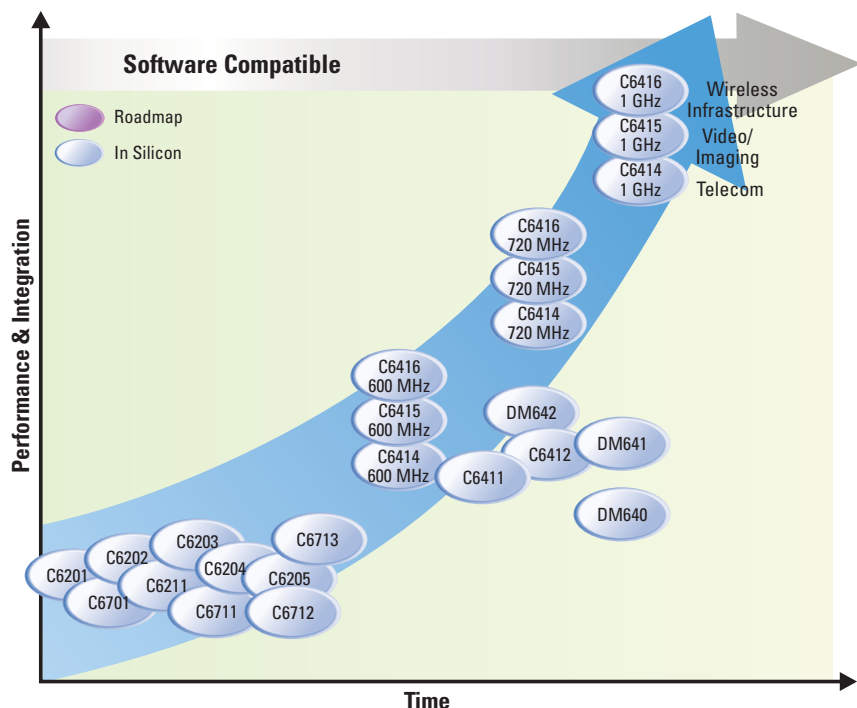 Software Compatible
Roadmap
In Silicon
C6416
1 GHz
C6415
1 GHz
C6414
1 GHz
Wireless
Infrastructure
Video/
Imaging
Telecom
C6416
720 MHz
C6415
720 MHz
C6414
720 MHz
C6416
600 MHz
C6415
600 MHz
C6414
600 MHz
DM642
C6412
DM641
C6411
DM640
C6201
C6202
C6203
C6204
C6713
C6701
C6211
C6205
C6711
C6712
Performance & Integration
Time